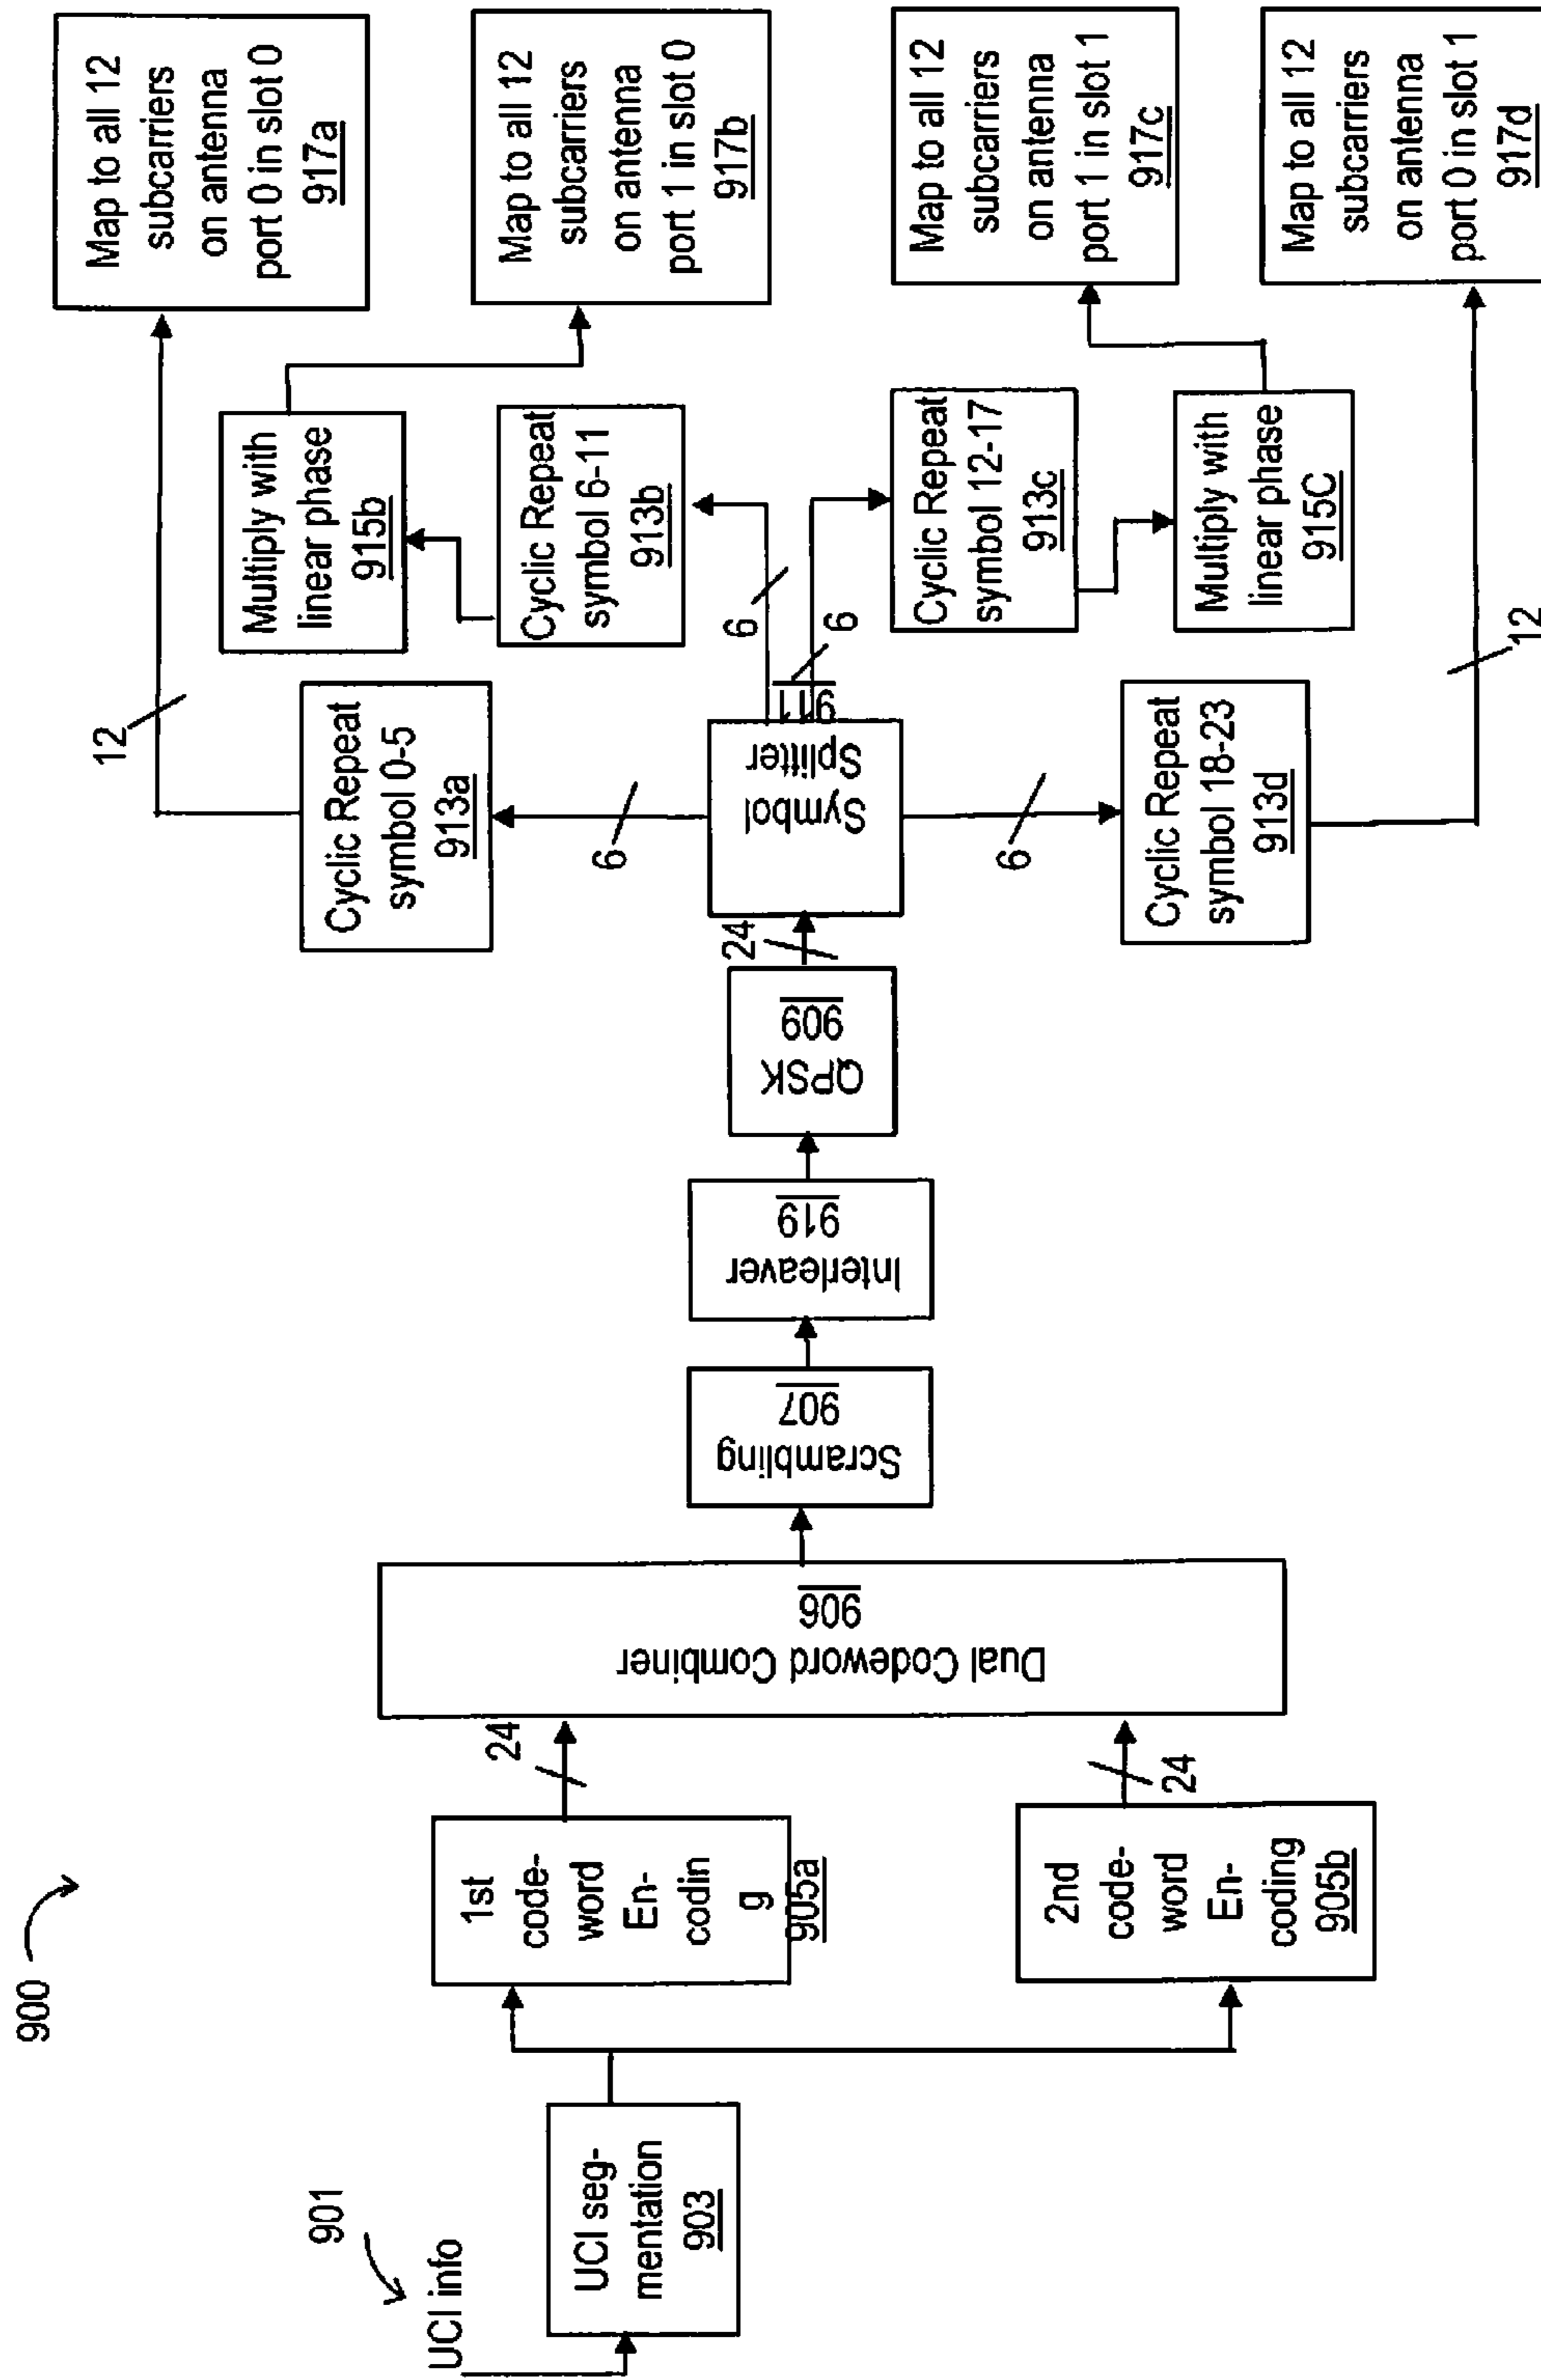 900
901
UCI info
UCI seg-
mentation
903
1st
code-
word
En-
codin
g
905a
24
2nd
code-
word
En-
coding
905b
24
Dual Codeword Combiner
906
Scrambling
907
Interleaver
919
QPSK
909
24
Symbol
Splitter
911
6
6
6
6
Cyclic Repeat
symbol 0-5
913a
12
Cyclic Repeat
symbol 6-11
913b
Multiply with
linear phase
915b
Cyclic Repeat
symbol 12-17
913c
Multiply with
linear phase
915C
Cyclic Repeat
symbol 18-23
913d
12
Map to all 12
subcarriers
on antenna
port 0 in slot 0
917a
Map to all 12
subcarriers
on antenna
port 1 in slot 0
917b
Map to all 12
subcarriers
on antenna
port 1 in slot 1
917c
Map to all 12
subcarriers
on antenna
port 0 in slot 1
917d